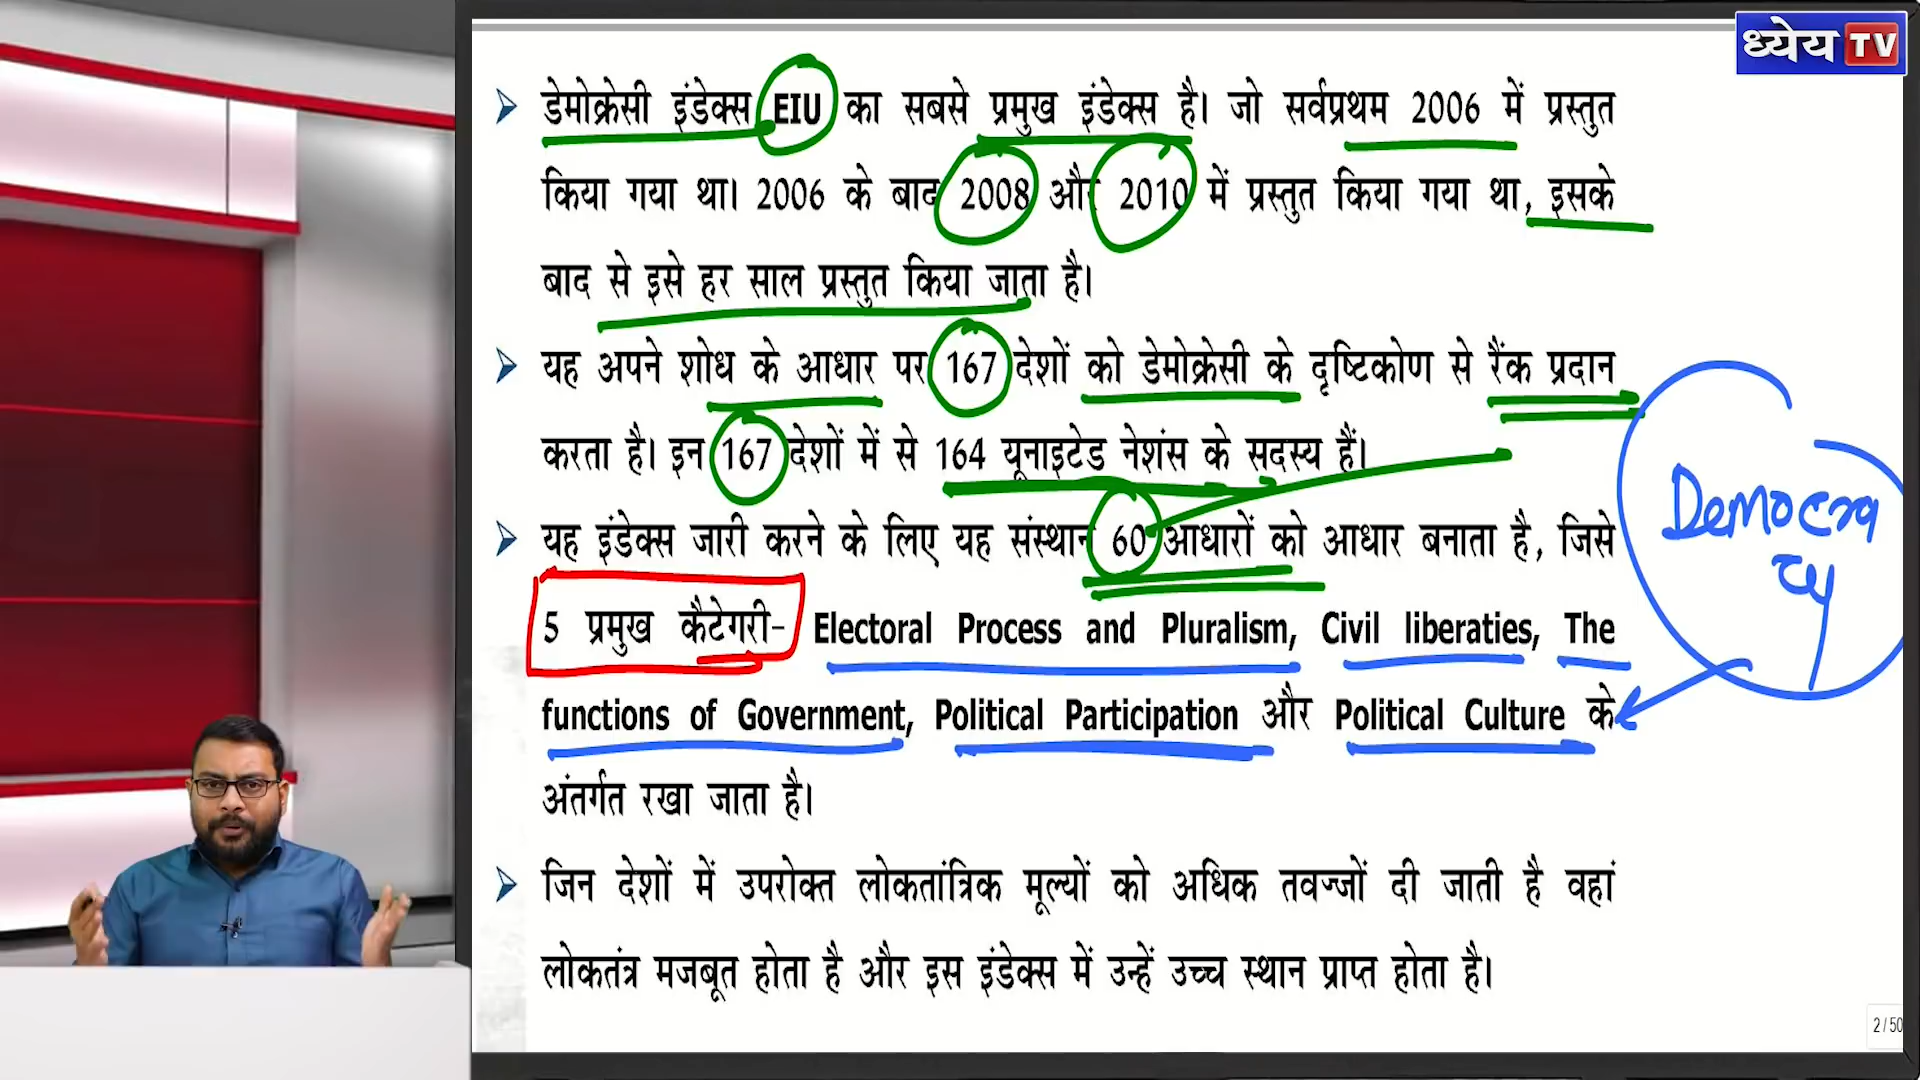 ध्येय TV
डेमोक्रेसी इंडेक्स EIU का सबसे प्रमुख इंडेक्स है। जो सर्वप्रथम 2006 में प्रस्तुत
किया गया था। 2006 के बाद 2008 और 2010 में प्रस्तुत किया गया था, इसके
बाद से इसे हर साल प्रस्तुत किया जाता है।
यह अपने शोध के आधार पर 167 देशों को डेमोक्रेसी के दृष्टिकोण से रैंक प्रदान
करता है। इन 167 देशों में से 164 यूनाइटेड नेशंस के सदस्य हैं।
यह इंडेक्स जारी करने के लिए यह संस्थान 60 आधारों को आधार बनाता है, जिसे
5 प्रमुख कैटेगरी- Electoral Process and Pluralism, Civil liberaties, The
functions of Government, Political Participation और Political Culture के
अंतर्गत रखा जाता है।
जिन देशों में उपरोक्त लोकतांत्रिक मूल्यों को अधिक तवज्जों दी जाती है वहां
लोकतंत्र मजबूत होता है और इस इंडेक्स में उन्हें उच्च स्थान प्राप्त होता है।
Democra
cy
2/50